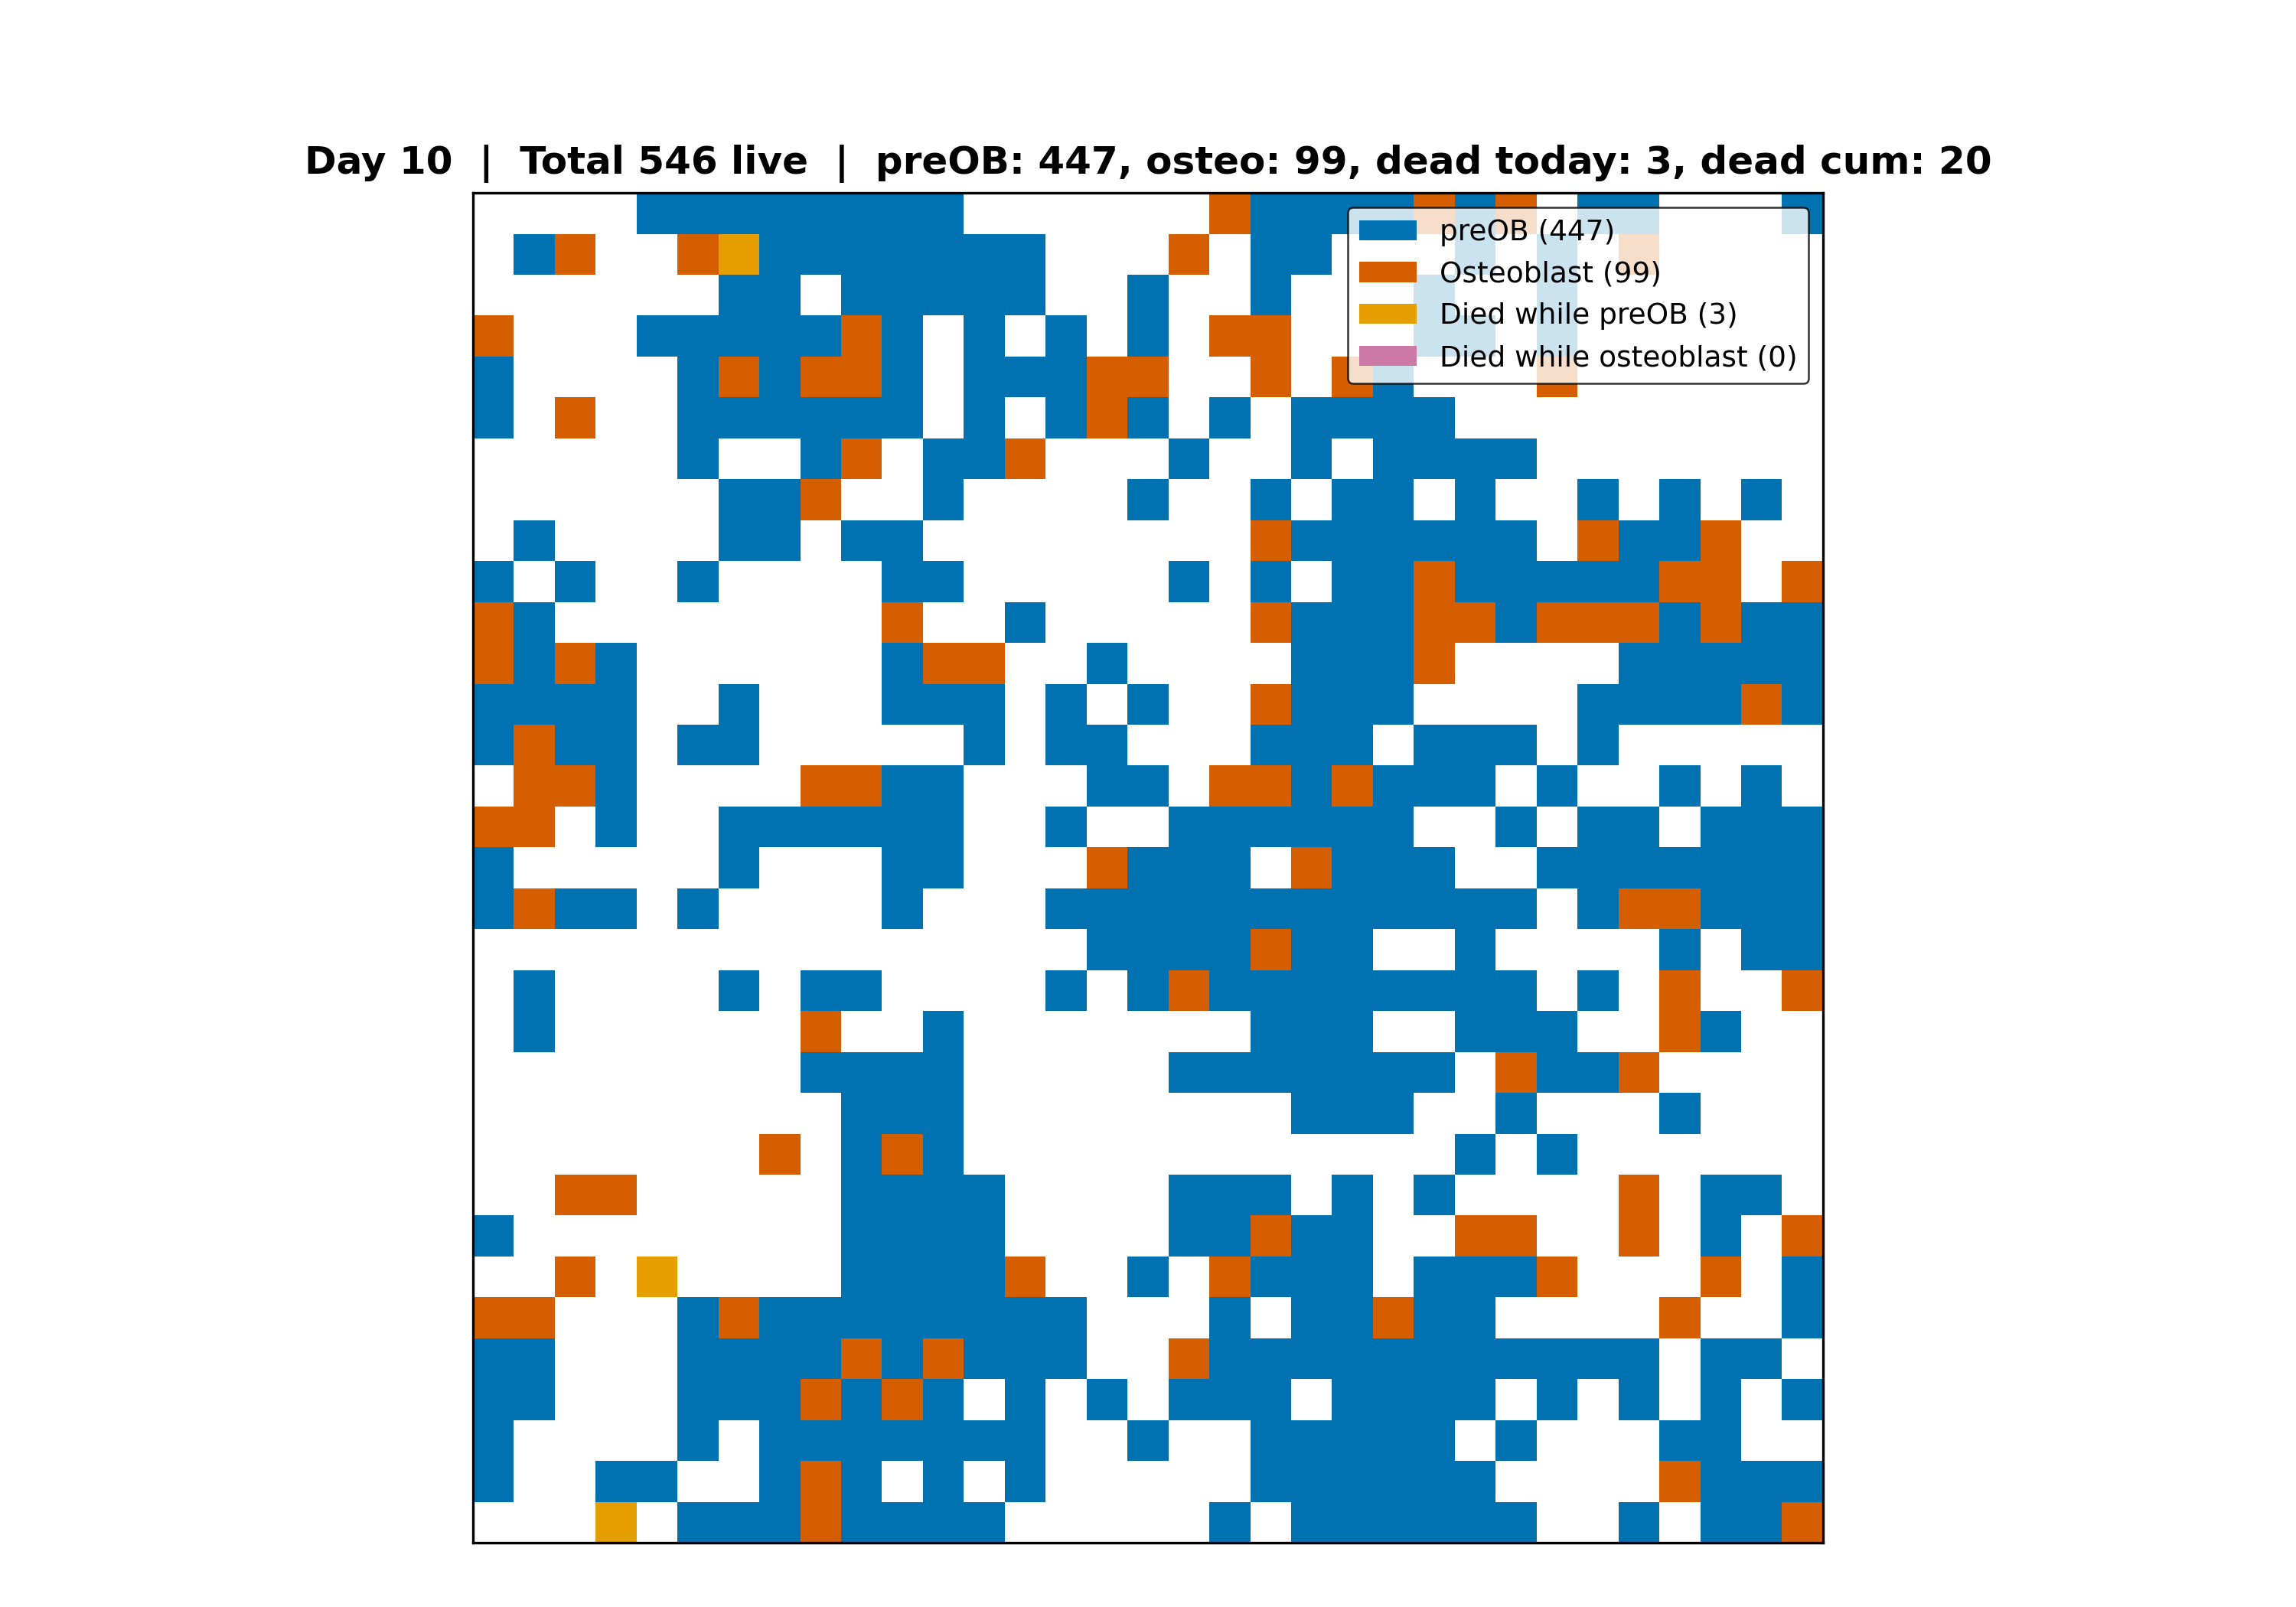 Day 10 | Total 546 live | preOB: 447, osteo: 99, dead today: 3, dead cum: 20
preOB (447)
Osteoblast (99)
Died while preOB (3)
Died while osteoblast (0)